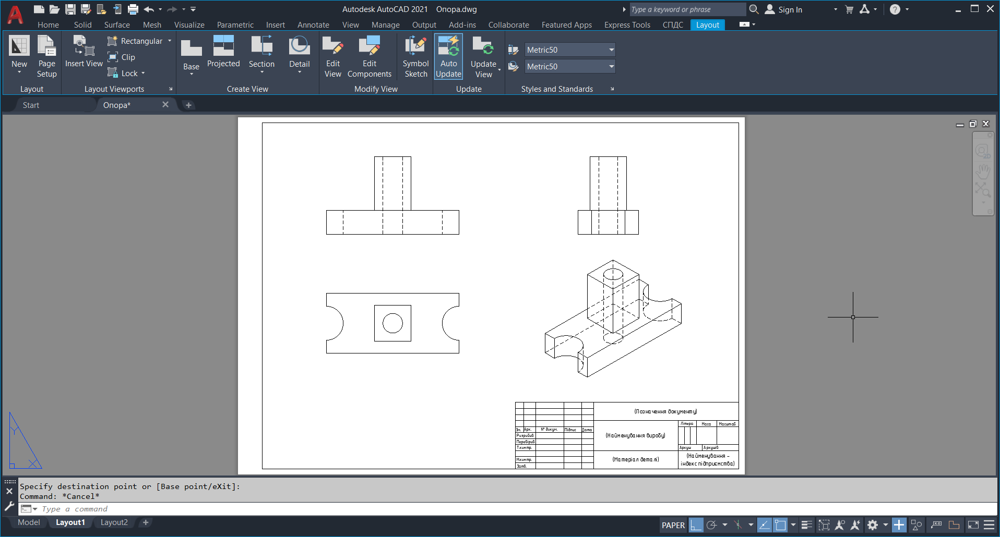 Autodesk AutoCAD 2021 Опора.dwg
Type a keyword or phrase
Sign In
Home Solid Surface Mesh Visualize Parametric Insert Annotate View Manage Output Add-ins Collaborate Featured Apps Express Tools СПДС Layout
New
Page Setup
Insert View
Rectangular
Clip
Lock
Base
Projected
Section
Detail
Edit View
Edit Components
Symbol Sketch
Auto Update
Update View
Metric50
Metric50
Layout
Layout Viewports
Create View
Modify View
Update
Styles and Standards
Start
Опора*
2D
(Позначення документу)
Літера Маса Масштаб
Зм. Арк. № докум. Підпис Дата
Розробив
(Найменування виробу)
Перевірив
Т.контр.
Аркуш Аркушів
Н.контр.
(Матеріал деталі)
(Найменування –
індекс підприємства)
Затв.
Y
X
Specify destination point or [Base point/eXit]:
Command: *Cancel*
Type a command
Model Layout1 Layout2
PAPER